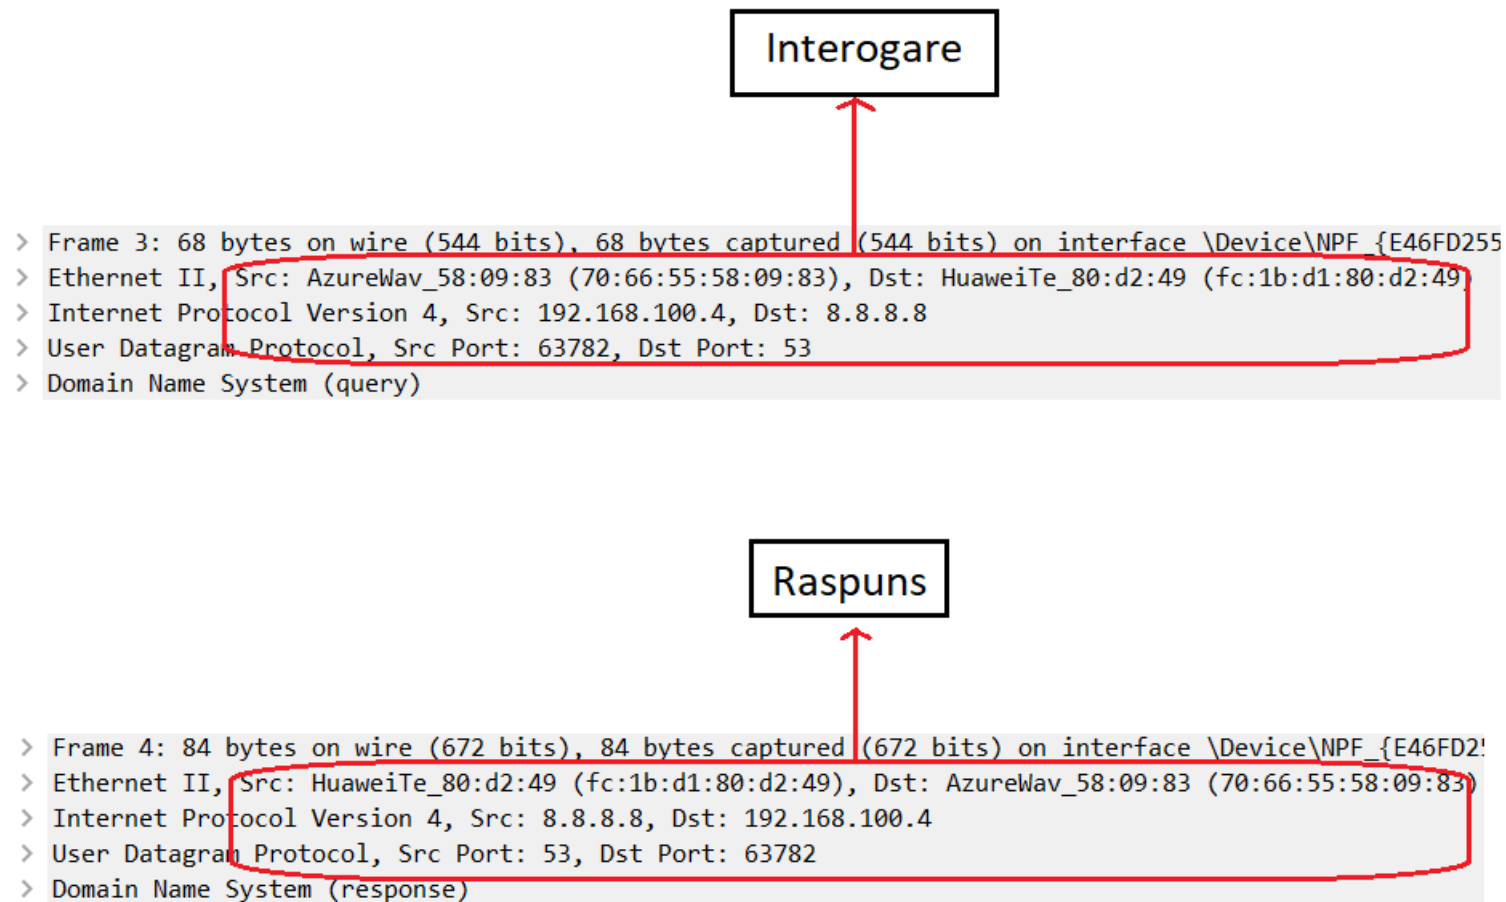 Interogare
> Frame 3: 68 bytes on wire (544 bits), 68 bytes captured (544 bits) on interface \Device\NPF_{E46FD255
> Ethernet II, Src: AzureWav_58:09:83 (70:66:55:58:09:83), Dst: HuaweiTe_80:d2:49 (fc:1b:d1:80:d2:49)
> Internet Protocol Version 4, Src: 192.168.100.4, Dst: 8.8.8.8
> User Datagram Protocol, Src Port: 63782, Dst Port: 53
> Domain Name System (query)
Raspuns
> Frame 4: 84 bytes on wire (672 bits), 84 bytes captured (672 bits) on interface \Device\NPF_{E46FD25
> Ethernet II, Src: HuaweiTe_80:d2:49 (fc:1b:d1:80:d2:49), Dst: AzureWav_58:09:83 (70:66:55:58:09:83)
> Internet Protocol Version 4, Src: 8.8.8.8, Dst: 192.168.100.4
> User Datagram Protocol, Src Port: 53, Dst Port: 63782
> Domain Name System (response)